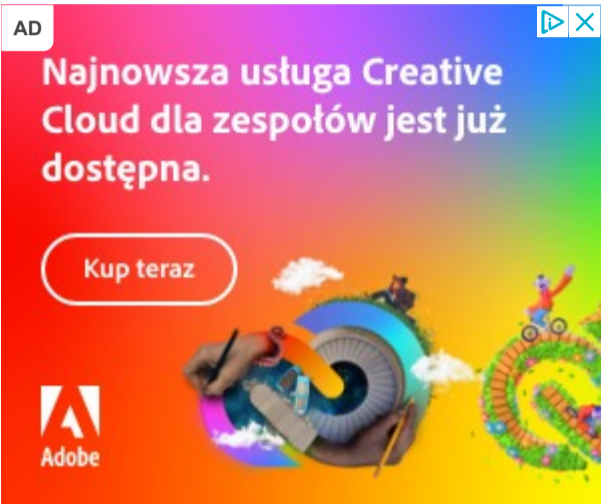 AD
Najnowsza usługa Creative
Cloud dla zespołów jest już
dostępna.
Kup teraz
Adobe